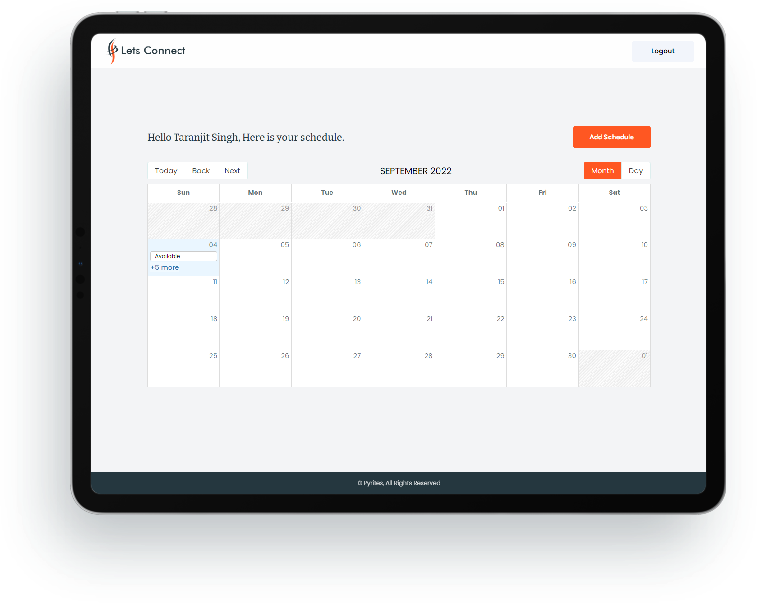 Lets Connect
Logout
Hello Taranjit Singh, Here is your schedule.
Add Schedule
Today Back Next
SEPTEMBER 2022
Month Day
Sun Mon Tue Wed Thu Fri Sat
28 29 30 31 01 02 03
04 05 06 07 08 09 10
Available
+5 more
11 12 13 14 15 16 17
18 19 20 21 22 23 24
25 26 27 28 29 30 01
© Pyrites, All Rights Reserved